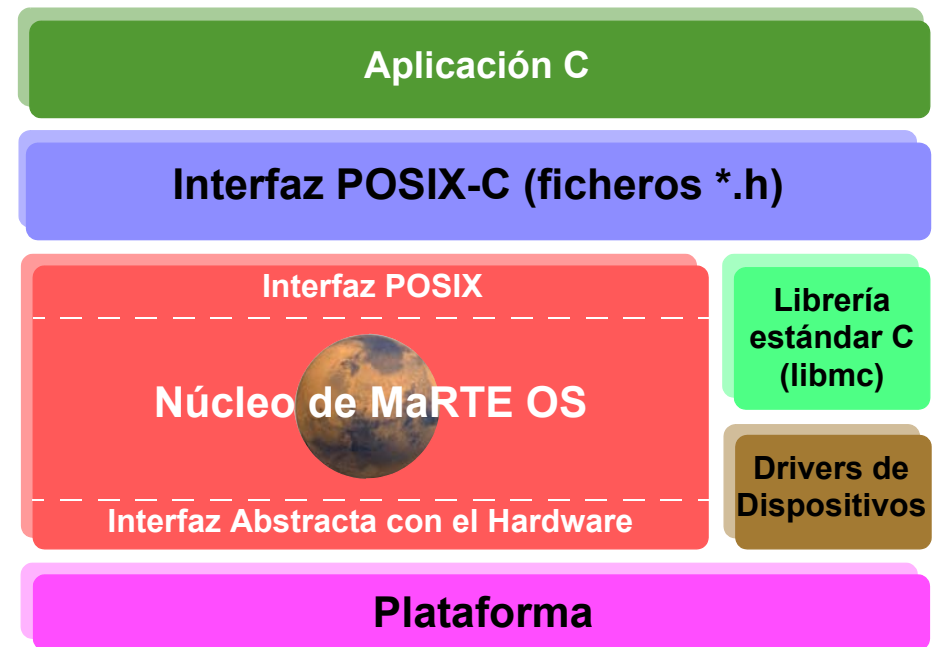 Aplicación C
Interfaz POSIX-C (ficheros *.h)
Interfaz POSIX
Núcleo de MaRTE OS
Interfaz Abstracta con el Hardware
Librería
estándar C
(libmc)
Drivers de
Dispositivos
Plataforma